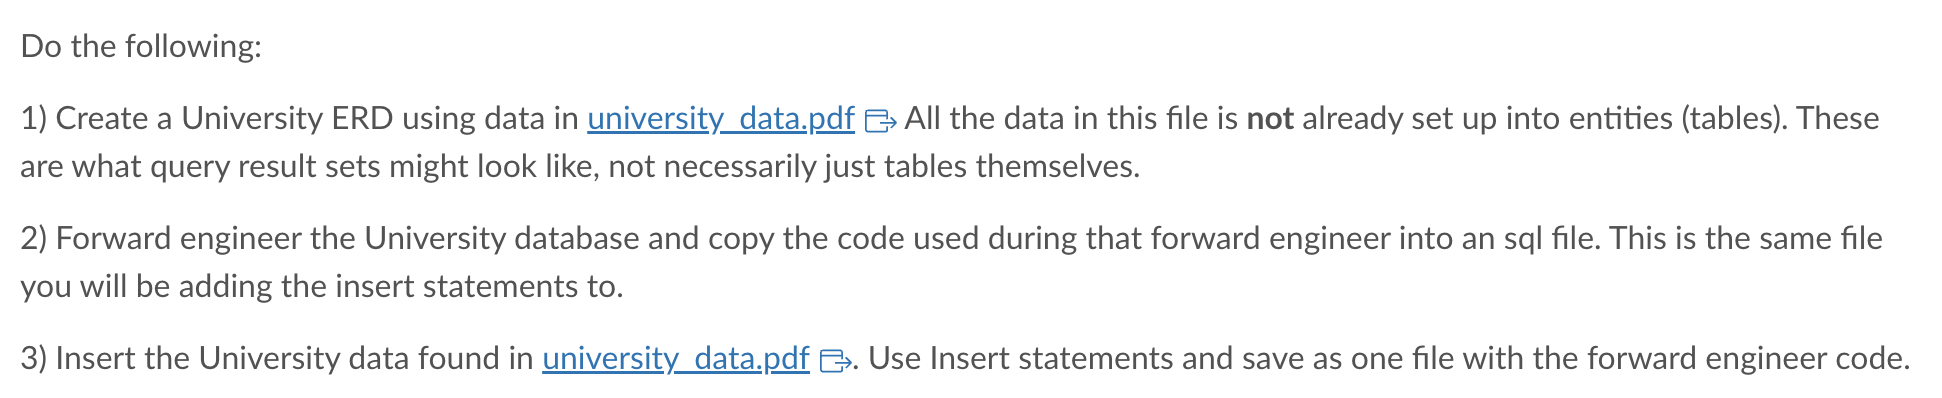 Do the following:
1) Create a University ERD using data in university_data.pdf All the data in this file is not already set up into entities (tables). These
are what query result sets might look like, not necessarily just tables themselves.
2) Forward engineer the University database and copy the code used during that forward engineer into an sql file. This is the same file
you will be adding the insert statements to.
3) Insert the University data found in university_data.pdf. Use Insert statements and save as one file with the forward engineer code.